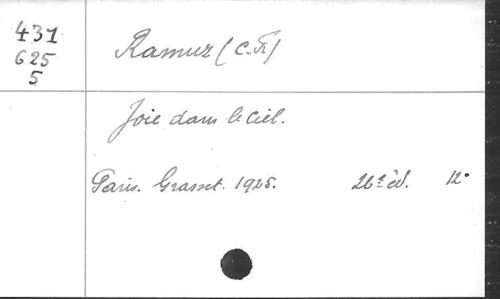 431
625
5
Ramuz (C.-F.)
Joie dans le Ciel.
Paris. Grasset. 1925. 26e éd. 12°